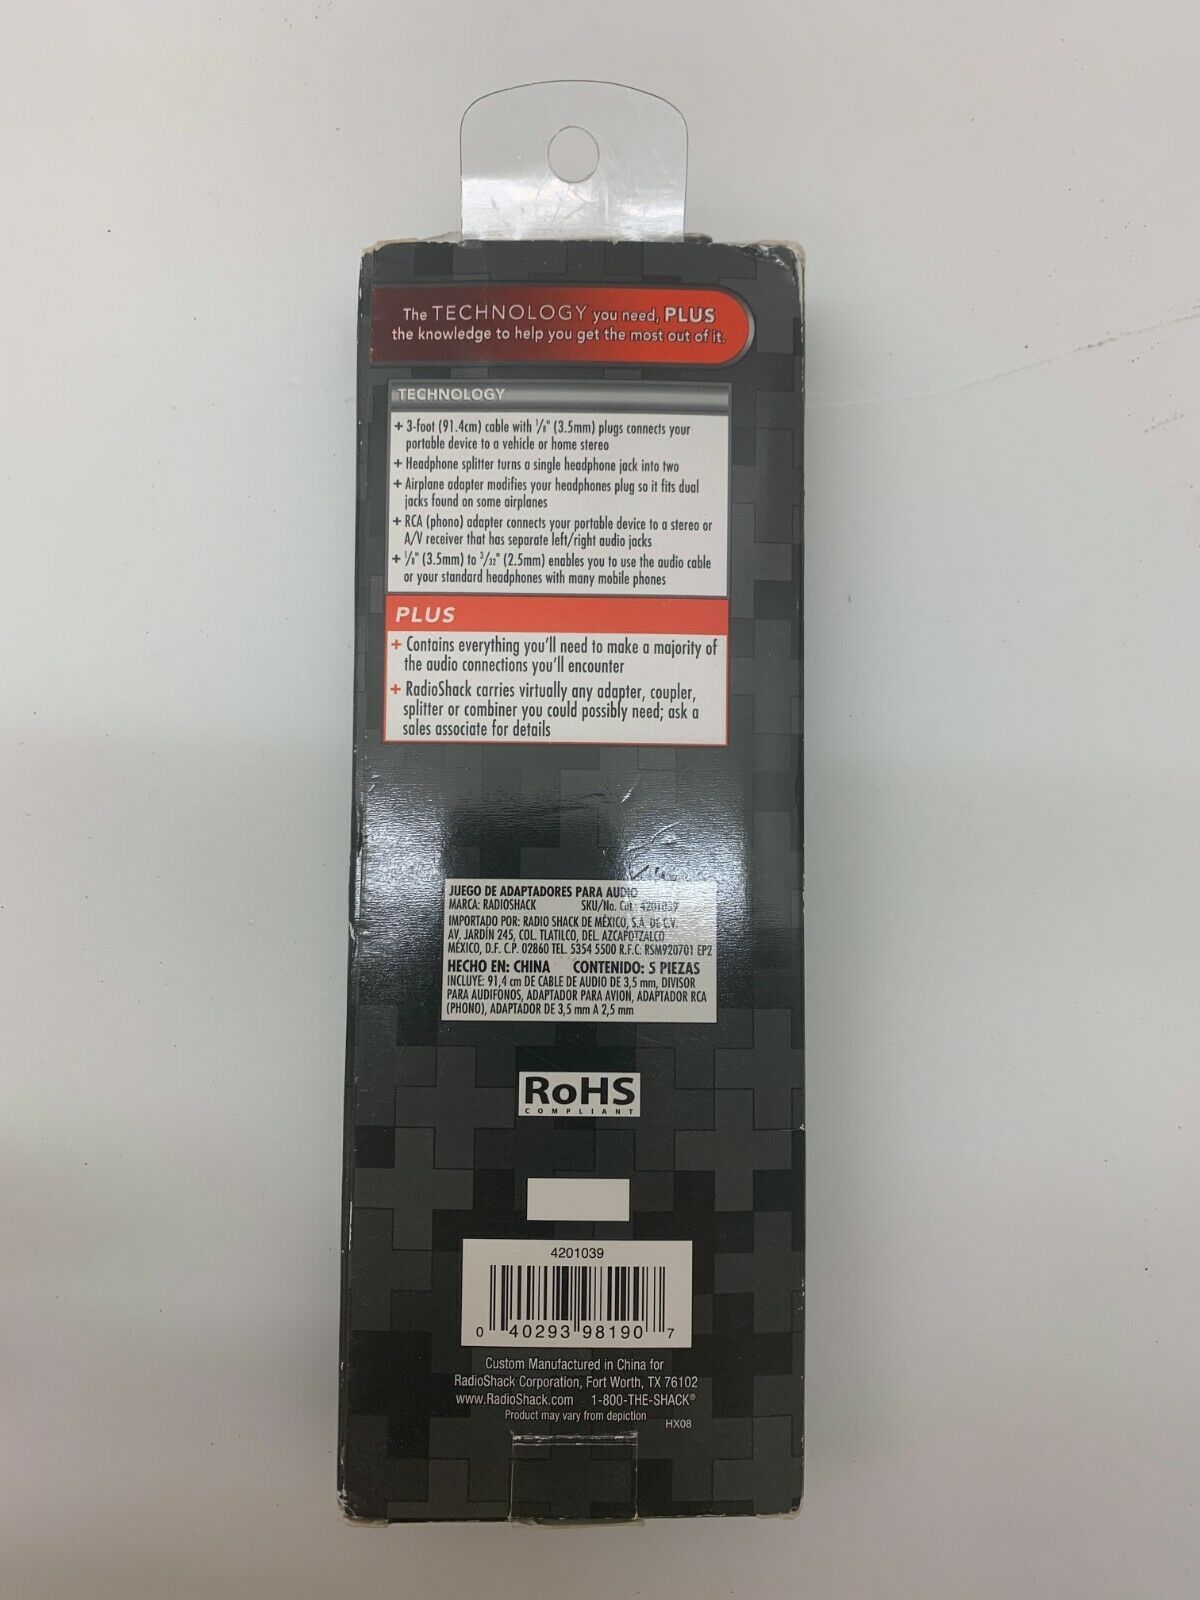 The TECHNOLOGY you need, PLUS
the knowledge to help you get the most out of it.
TECHNOLOGY
+ 3-foot (91.4cm) cable with 1/8" (3.5mm) plugs connects your
portable device to a vehicle or home stereo
+ Headphone splitter turns a single headphone jack into two
+ Airplane adapter modifies your headphones plug so it fits dual
jacks found on some airplanes
+ RCA (phono) adapter connects your portable device to a stereo or
A/V receiver that has separate left/right audio jacks
+ 1/8" (3.5mm) to 3/32" (2.5mm) enables you to use the audio cable
or your standard headphones with many mobile phones
PLUS
+ Contains everything you'll need to make a majority of
the audio connections you'll encounter
+ RadioShack carries virtually any adapter, coupler,
splitter or combiner you could possibly need; ask a
sales associate for details
JUEGO DE ADAPTADORES PARA AUDIO
MARCA: RADIOSHACK SKU/No. Cat.: 4201039
IMPORTADO POR: RADIO SHACK DE MÉXICO, S.A. DE C.V.
AV. JARDÍN 245, COL. TLATILCO, DEL. AZCAPOTZALCO
MÉXICO, D.F. C.P. 02860 TEL. 5354 5500 R.F.C: RSM920701 EP2
HECHO EN: CHINA CONTENIDO: 5 PIEZAS
INCLUYE: 91,4 cm DE CABLE DE AUDIO DE 3,5 mm, DIVISOR
PARA AUDIFONOS, ADAPTADOR PARA AVION, ADAPTADOR RCA
(PHONO), ADAPTADOR DE 3,5 mm A 2,5 mm
RoHS
COMPLIANT
4201039
0 40293 98190 7
Custom Manufactured in China for
RadioShack Corporation, Fort Worth, TX 76102
www.RadioShack.com 1-800-THE-SHACK®
Product may vary from depiction
HX08